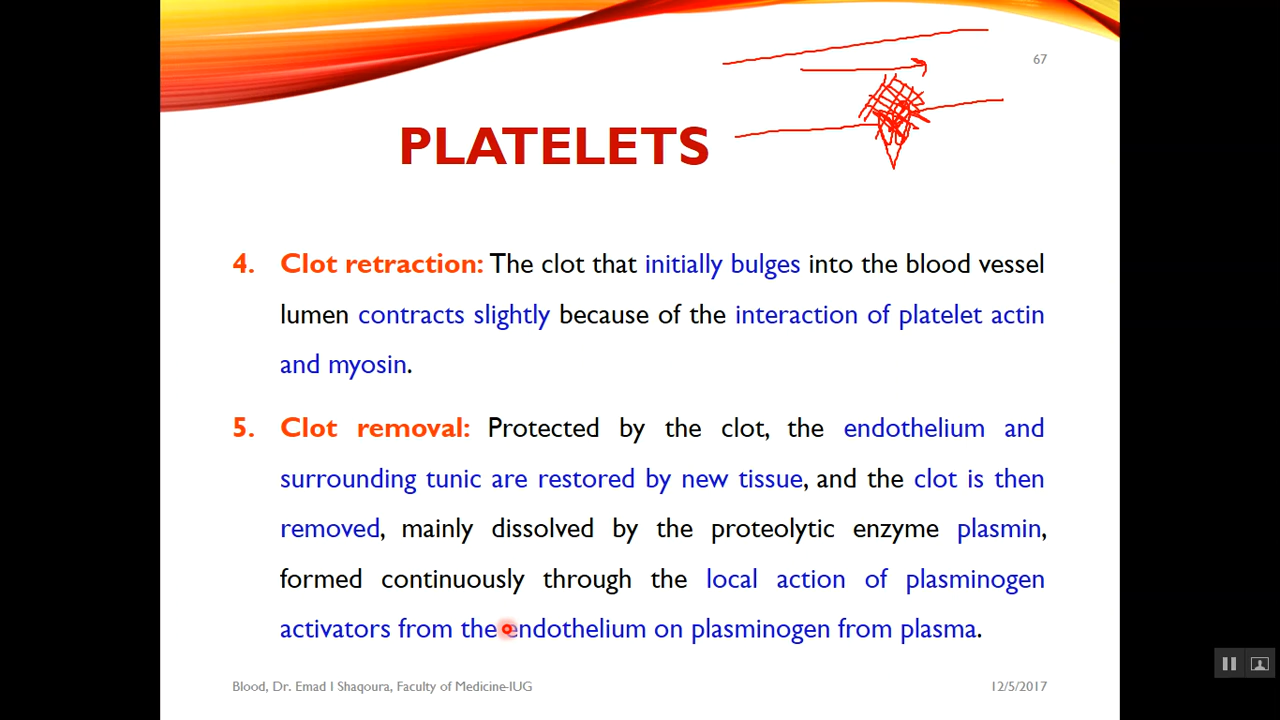 67
PLATELETS
4. Clot retraction: The clot that initially bulges into the blood vessel
lumen contracts slightly because of the interaction of platelet actin
and myosin.
5. Clot removal: Protected by the clot, the endothelium and
surrounding tunic are restored by new tissue, and the clot is then
removed, mainly dissolved by the proteolytic enzyme plasmin,
formed continuously through the local action of plasminogen
activators from the endothelium on plasminogen from plasma.
Blood, Dr. Emad I Shaqoura, Faculty of Medicine-IUG 12/5/2017